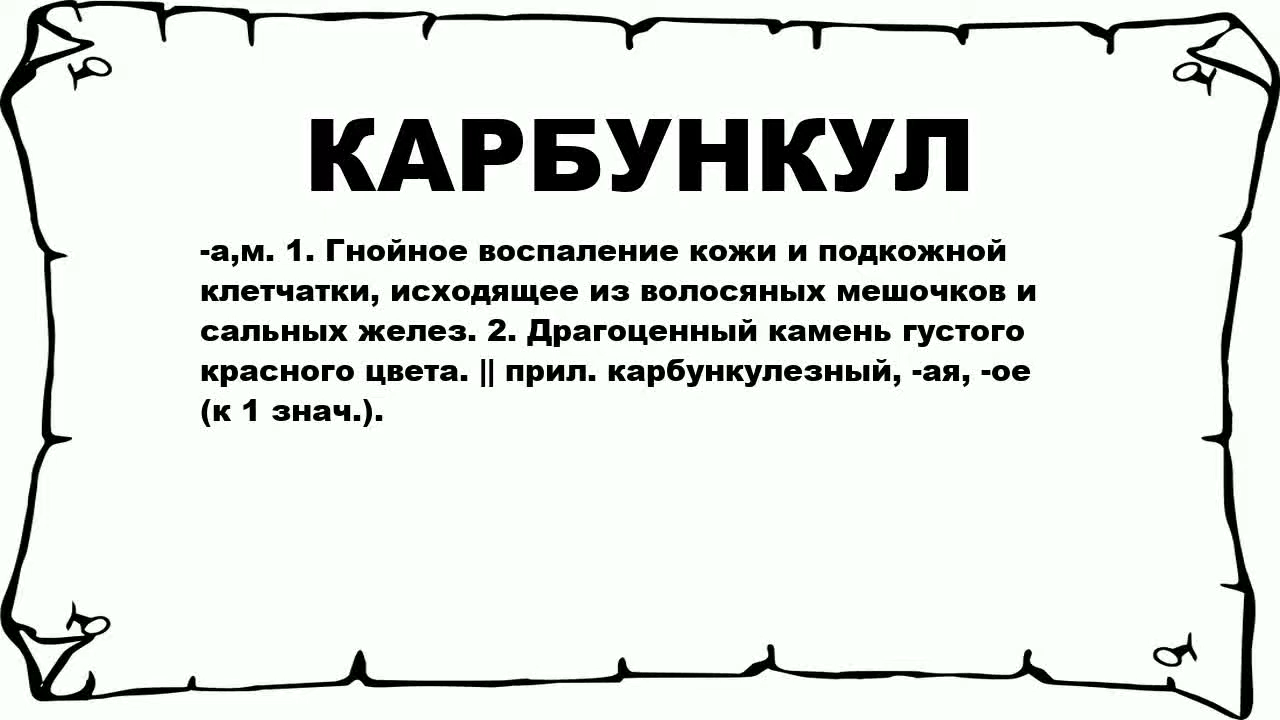 КАРБУНКУЛ
-а,м. 1. Гнойное воспаление кожи и подкожной
клетчатки, исходящее из волосяных мешочков и
сальных желез. 2. Драгоценный камень густого
красного цвета. || прил. карбункулезный, -ая, -ое
(к 1 знач.).